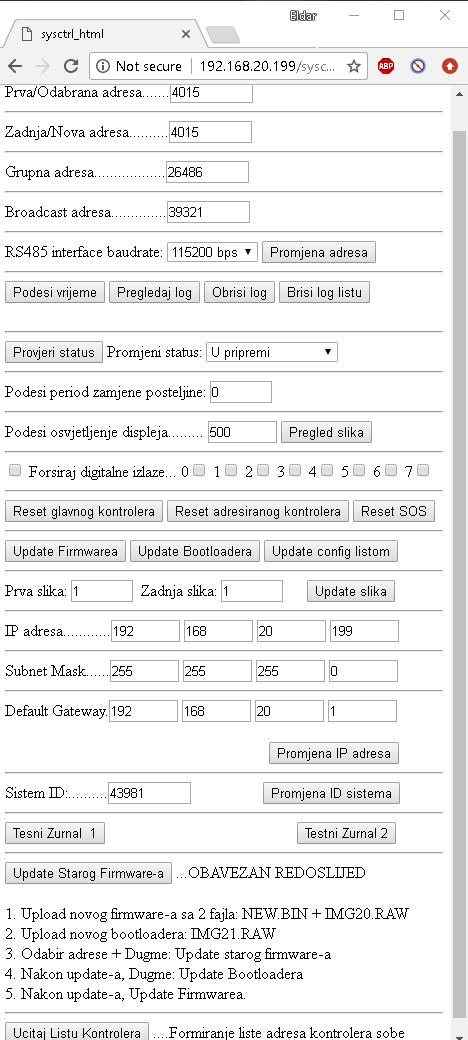 Eldar
sysctrl_html
Not secure 192.168.20.199/sysc... ABP
Prva/Odabrana adresa.......4015
Zadnja/Nova adresa..........4015
Grupna adresa..................26486
Broadcast adresa..............39321
RS485 interface baudrate: 115200 bps Promjena adresa
Podesi vrijeme Pregledaj log Obrisi log Brisi log listu
Provjeri status Promjeni status: U pripremi
Podesi period zamjene posteljine: 0
Podesi osvjetljenje displeja......... 500 Pregled slika
Forsiraj digitalne izlaze... 0 1 2 3 4 5 6 7
Reset glavnog kontrolera Reset adresiranog kontrolera Reset SOS
Update Firmwarea Update Bootloadera Update config listom
Prva slika: 1 Zadnja slika: 1 Update slika
IP adresa............192 168 20 199
Subnet Mask......255 255 255 0
Default Gateway.192 168 20 1
Promjena IP adresa
Sistem ID:..........43981 Promjena ID sistema
Tesni Zurnal 1 Testni Zurnal 2
Update Starog Firmware-a ...OBAVEZAN REDOSLIJED
1. Upload novog firmware-a sa 2 fajla: NEW.BIN + IMG20.RAW
2. Upload novog bootloadera: IMG21.RAW
3. Odabir adrese + Dugme: Update starog firmware-a
4. Nakon update-a, Dugme: Update Bootloadera
5. Nakon update-a, Update Firmwarea.
Ucitaj Listu Kontrolera ....Formiranje liste adresa kontrolera sobe